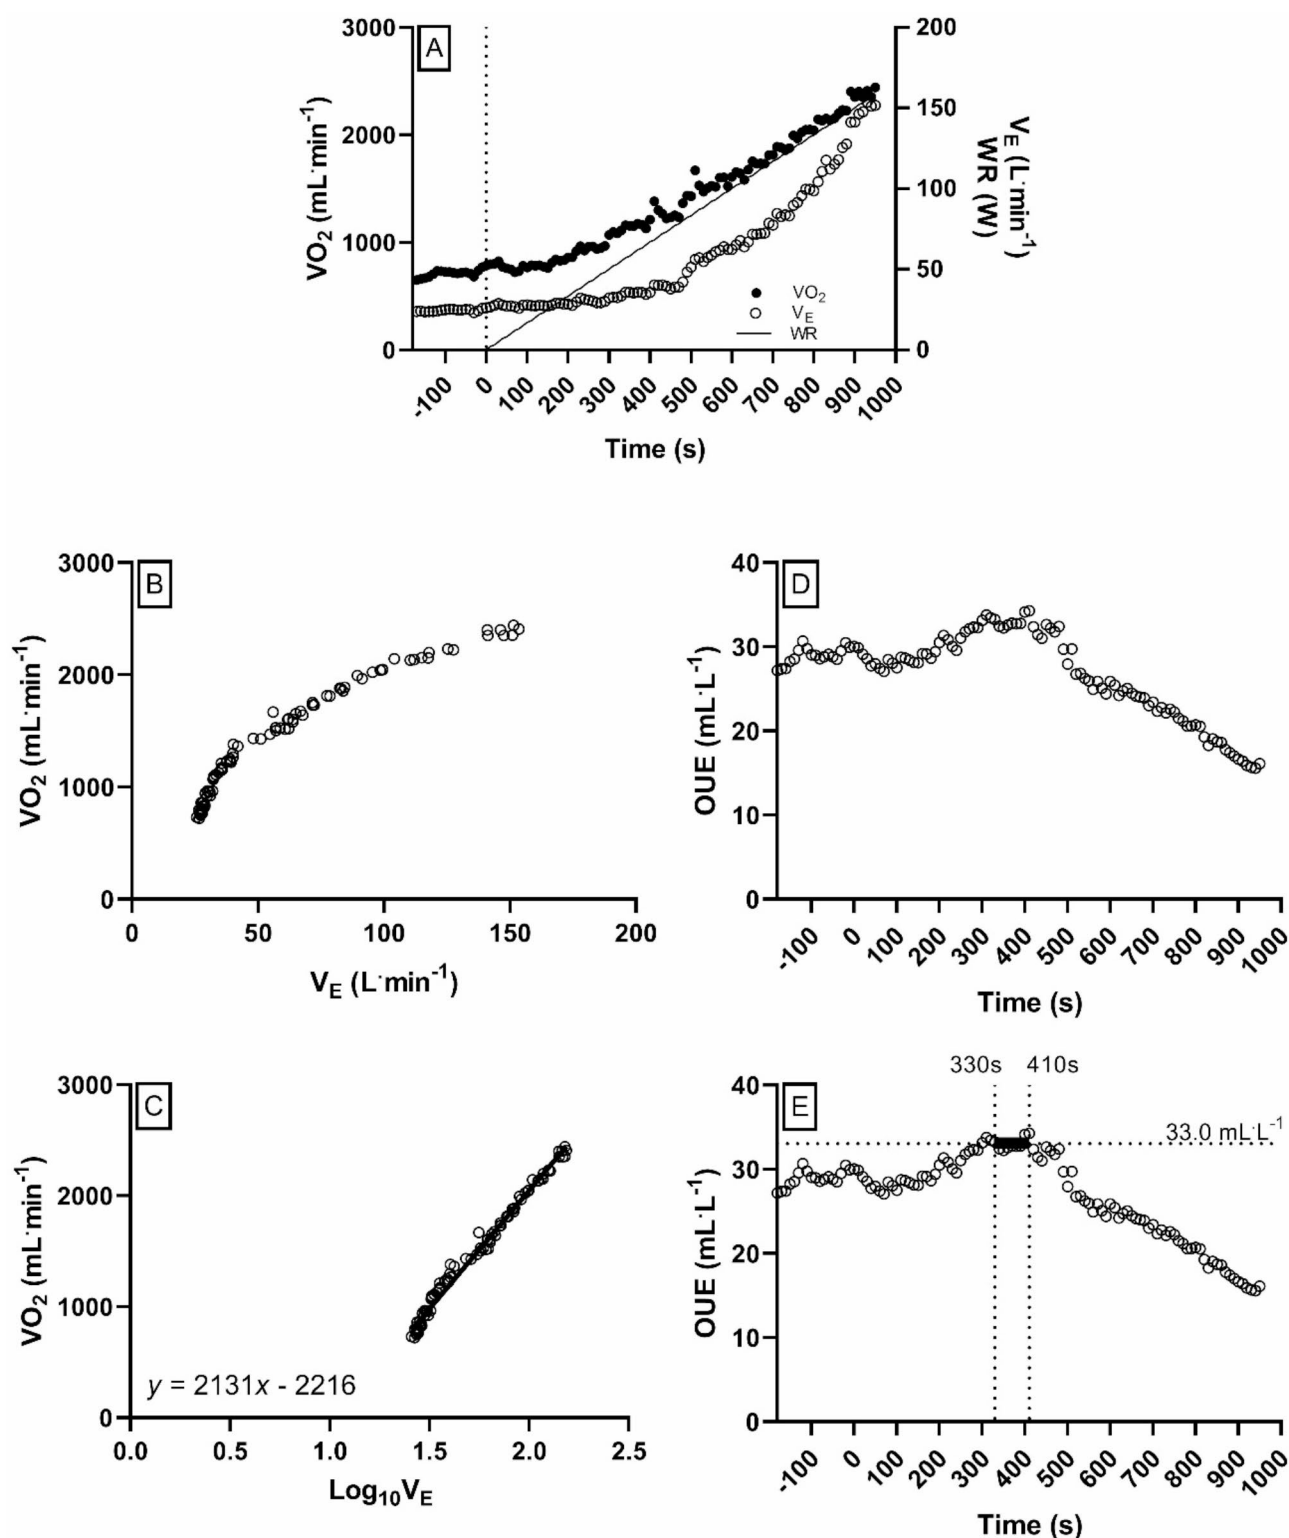 A
3000
2000
1000
0
VO2 (mL·min-1)
200
150
100
50
0
VE (L·min-1)
WR (W)
VO2
VE
WR
-100 0 100 200 300 400 500 600 700 800 900 1000
Time (s)
B
3000
2000
1000
0
VO2 (mL·min-1)
0 50 100 150 200
VE (L·min-1)
D
40
30
20
10
0
OUE (mL·L-1)
-100 0 100 200 300 400 500 600 700 800 900 1000
Time (s)
C
3000
2000
1000
0
VO2 (mL·min-1)
y = 2131x - 2216
0.0 0.5 1.0 1.5 2.0 2.5
Log10VE
330s 410s
E
40
30
20
10
0
OUE (mL·L-1)
33.0 mL·L-1
-100 0 100 200 300 400 500 600 700 800 900 1000
Time (s)